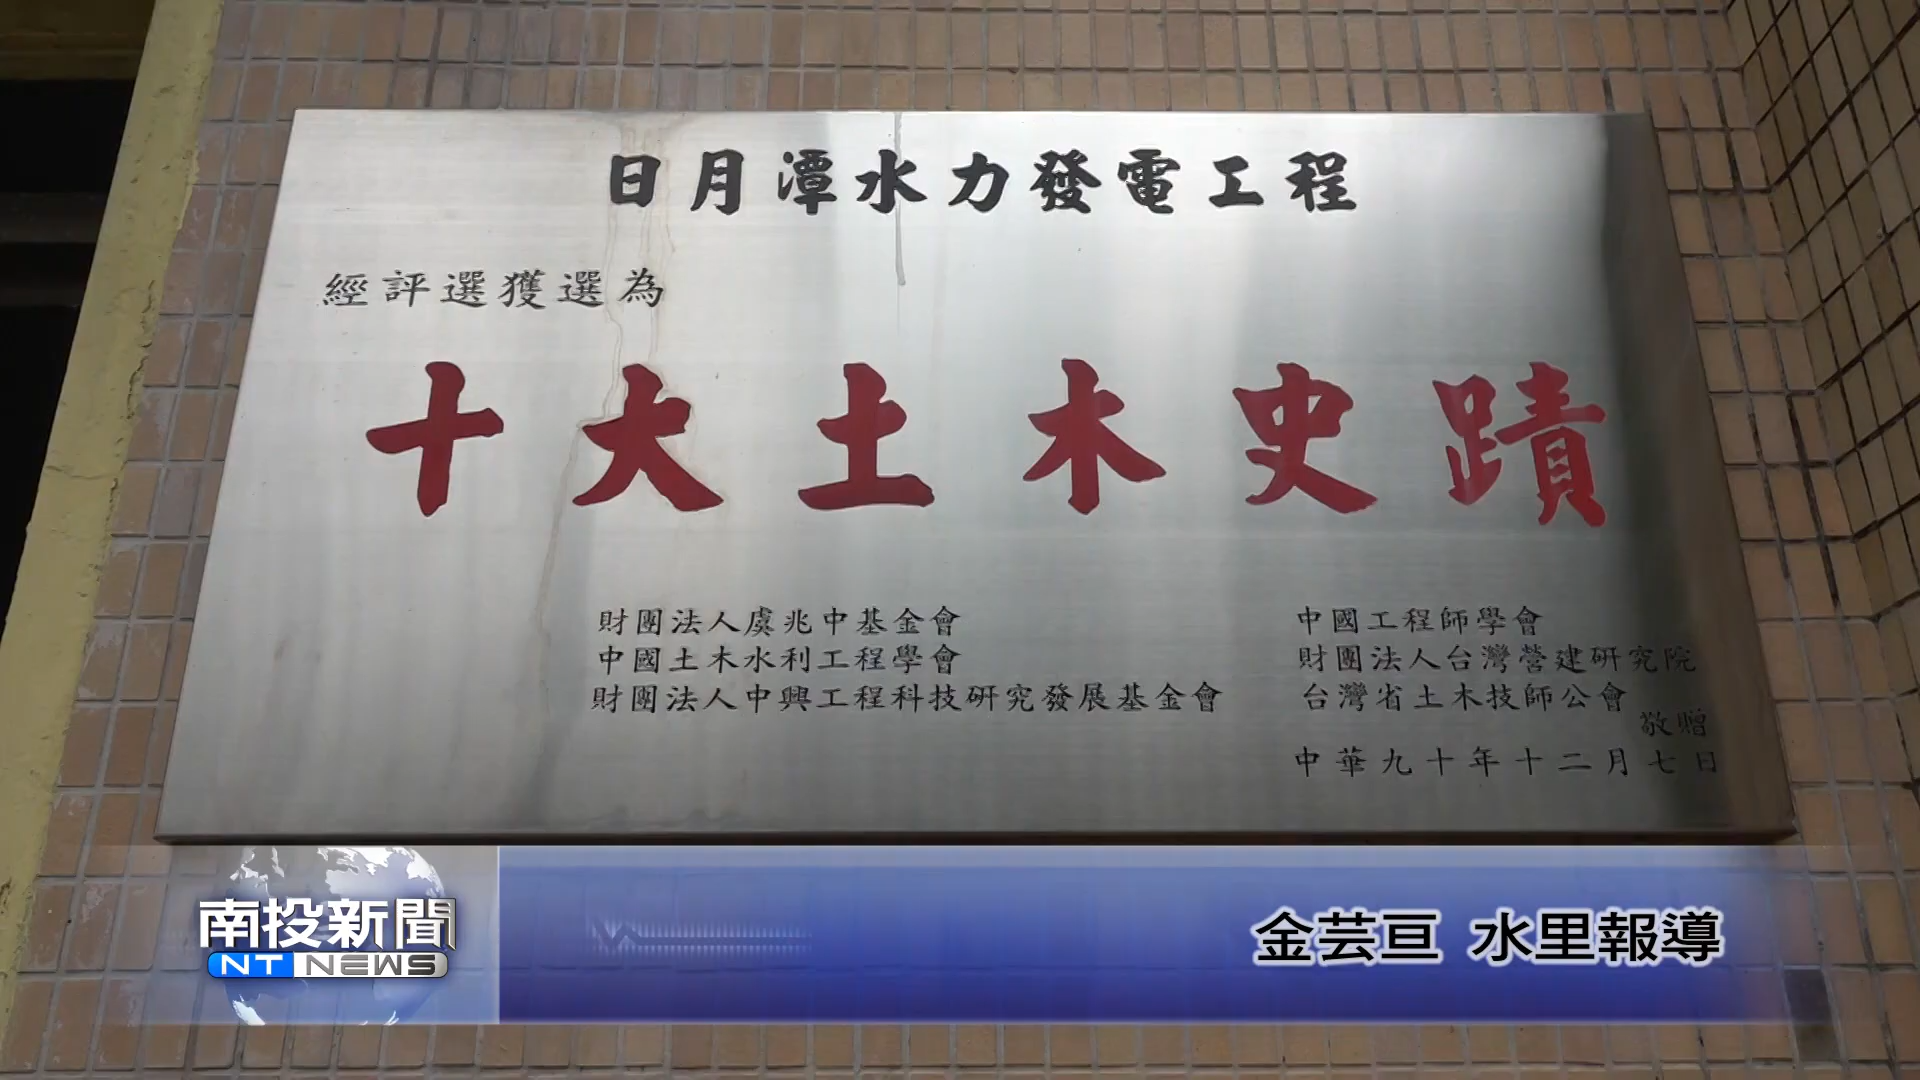 日月潭水力發電工程
經評選獲選為
十大土木史蹟
財團法人虞兆中基金會
中國土木水利工程學會
財團法人中興工程科技研究發展基金會
中國工程師學會
財團法人台灣營建研究院
台灣省土木技師公會
敬贈
中華九十年十二月七日
南投新聞
NT NEWS
金芸亘 水里報導